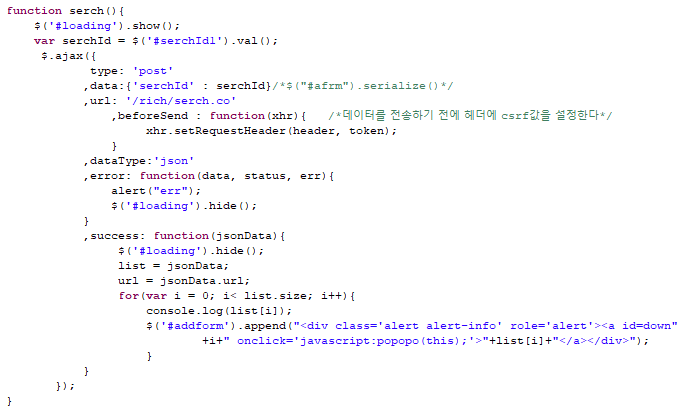 function serch(){
    $('#loading').show();
    var serchId = $('#serchId1').val();
     $.ajax({
            type: 'post'
           ,data:{'serchId' : serchId}/*$("#afrm").serialize()*/
           ,url: '/rich/serch.co'
               ,beforeSend : function(xhr){   /*데이터를 전송하기 전에 헤더에 csrf값을 설정한다*/
                    xhr.setRequestHeader(header, token);
               }
           ,dataType:'json'
           ,error: function(data, status, err){
               alert("err");
               $('#loading').hide();
           }
           ,success: function(jsonData){
                $('#loading').hide();
                list = jsonData;
                url = jsonData.url;
                for(var i = 0; i< list.size; i++){
                    console.log(list[i]);
                    $('#addform').append("<div class='alert alert-info' role='alert'><a id=down"
                            +i+" onclick='javascript:popopo(this);'>"+list[i]+"</a></div>");
                    }
           }
       });
}